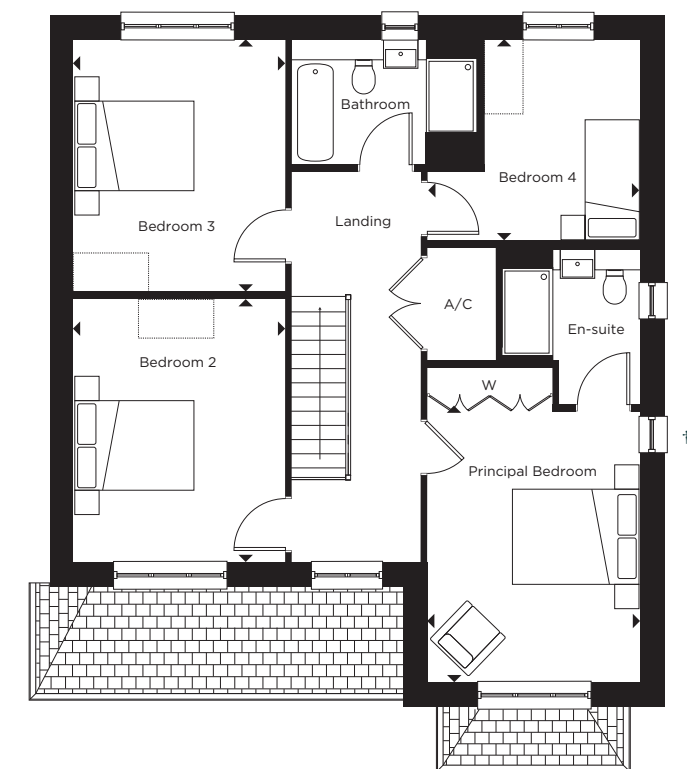 Bathroom
Bedroom 4
Bedroom 3
Landing
A/C
En-suite
Bedroom 2
W
Principal Bedroom